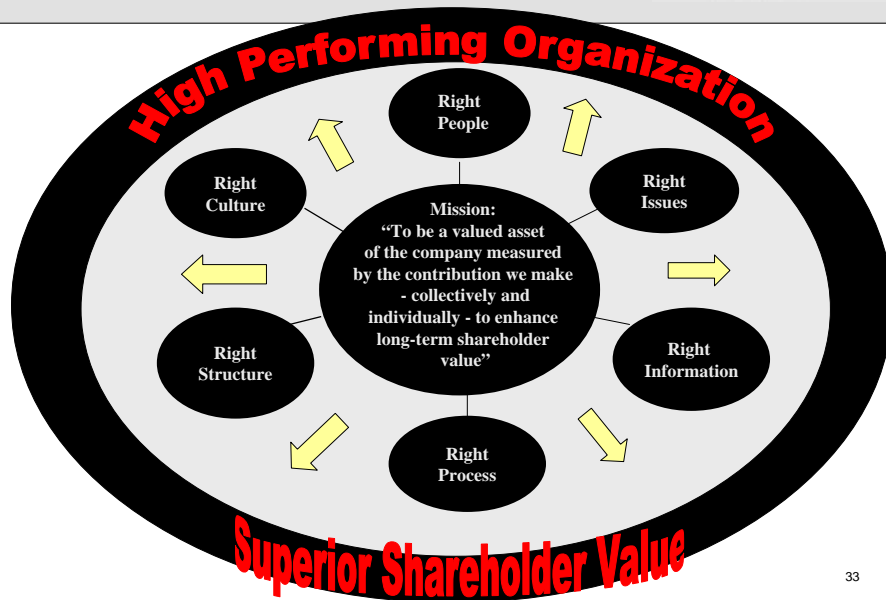 High Performing Organization
Right
People
Right
Culture
Right
Issues
Mission:
“To be a valued asset
of the company measured
by the contribution we make
- collectively and
individually - to enhance
long-term shareholder
value”
Right
Structure
Right
Information
Right
Process
Superior Shareholder Value
33